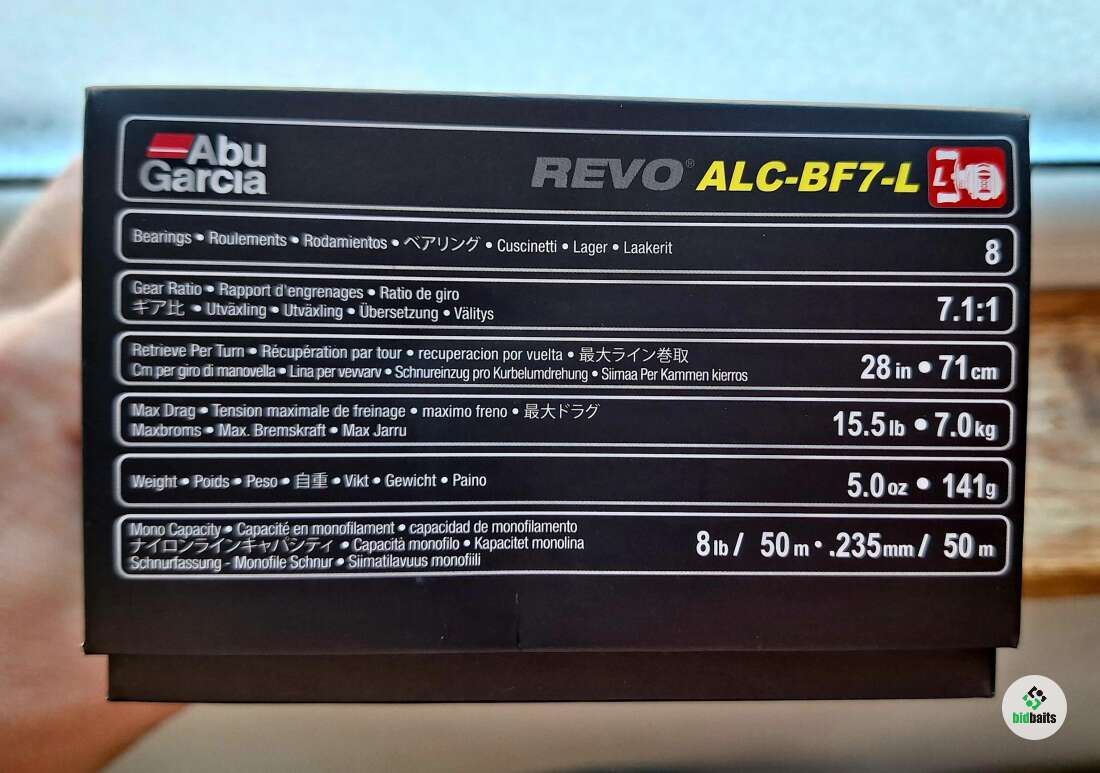 Abu
Garcia
REVO® ALC-BF7-L
L
Bearings • Roulements • Rodamientos • ベアリング • Cuscinetti • Lager • Laakerit
8
Gear Ratio • Rapport d'engrenages • Ratio de giro
ギア比 • Utväxling • Utväxling • Übersetzung • Välitys
7.1:1
Retrieve Per Turn • Récupération par tour • recuperacion por vuelta • 最大ライン巻取
Cm per giro di manovella • Lina per vevvarv • Schnureinzug pro Kurbelumdrehung • Siimaa Per Kammen kierros
28 in • 71 cm
Max Drag • Tension maximale de freinage • maximo freno • 最大ドラグ
Maxbroms • Max. Bremskraft • Max Jarru
15.5 lb • 7.0 kg
Weight • Poids • Peso • 自重 • Vikt • Gewicht • Paino
5.0 oz • 141g
Mono Capacity • Capacité en monofilament • capacidad de monofilamento
ナイロンラインキャパシティ • Capacità monofilo • Kapacitet monolina
Schnurfassung - Monofile Schnur • Siimatilavuus monofiili
8 lb / 50 m • .235 mm / 50 m
bidbaits